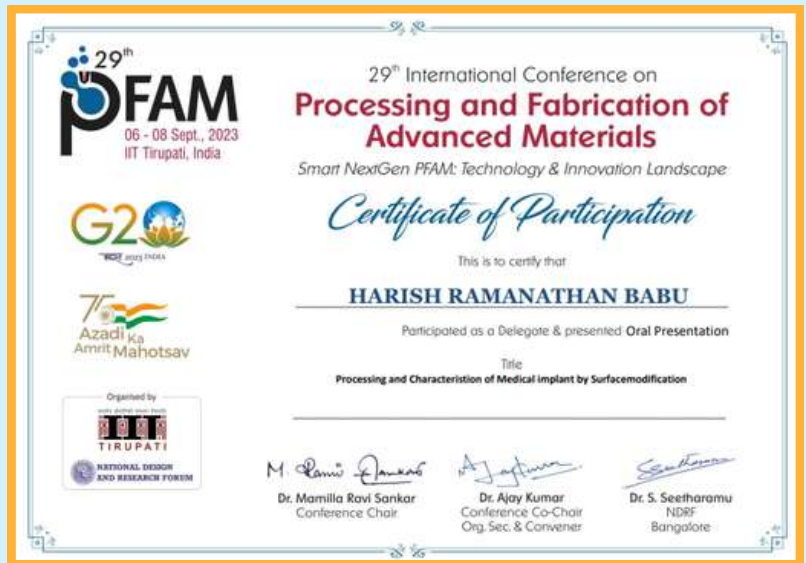 29th
PFAM
06 - 08 Sept., 2023
IIT Tirupati, India
G20
2023 INDIA
75
Azadi Ka
Amrit Mahotsav
Organised by
TIRUPATI
NATIONAL DESIGN
AND RESEARCH FORUM
29th International Conference on
Processing and Fabrication of
Advanced Materials
Smart NextGen PFAM: Technology & Innovation Landscape
Certificate of Participation
This is to certify that
HARISH RAMANATHAN BABU
Participated as a Delegate & presented Oral Presentation
Title
Processing and Characteristion of Medical implant by Surfacemodification
Dr. Mamilla Ravi Sankar
Conference Chair
Dr. Ajay Kumar
Conference Co-Chair
Org. Sec. & Convener
Dr. S. Seetharamu
NDRF
Bangalore